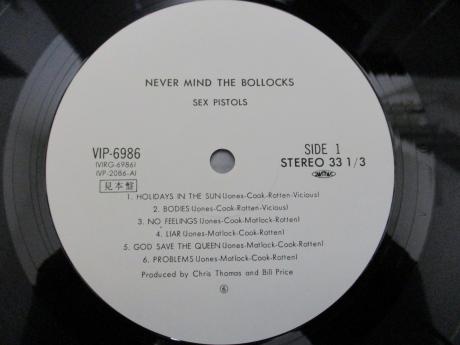 NEVER MIND THE BOLLOCKS
SEX PISTOLS
VIP-6986
(VIRG-6986)
(VP-2086-A)
見本盤
SIDE 1
STEREO 33 1/3
1. HOLIDAYS IN THE SUN (Jones-Cook-Rotten-Vicious)
2. BODIES (Jones-Cook-Rotten-Vicious)
3. NO FEELINGS (Jones-Cook-Matlock-Rotten)
4. LIAR (Jones-Matlock-Cook-Rotten)
5. GOD SAVE THE QUEEN (Jones-Matlock-Cook-Rotten)
6. PROBLEMS (Jones-Matlock-Cook-Rotten)
Produced by Chris Thomas and Bill Price